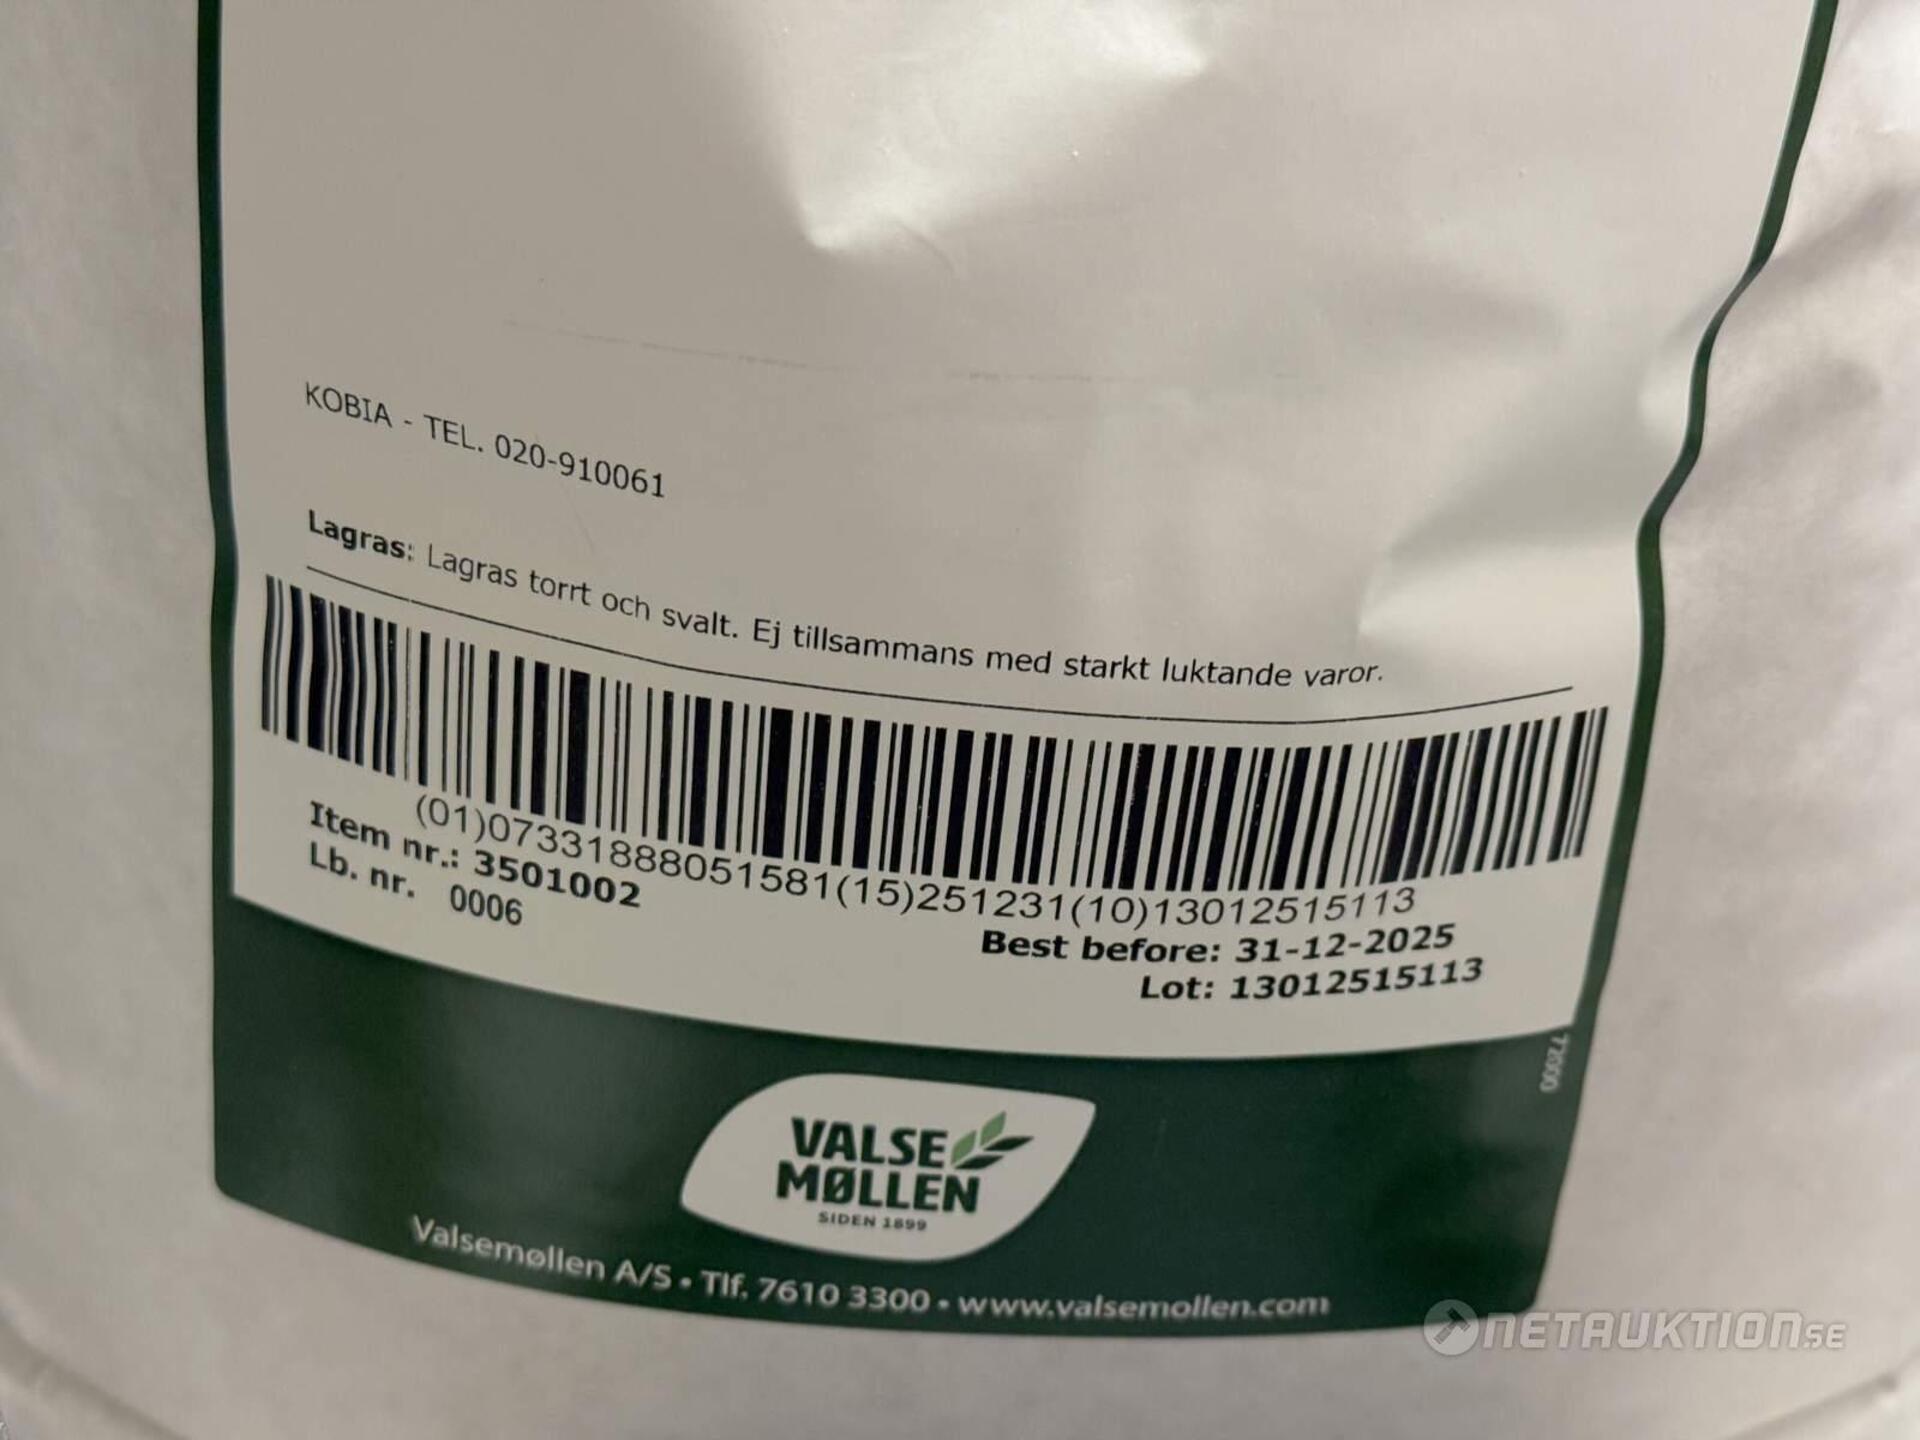 KOBIA - TEL. 020-910061
Lagras: Lagras torrt och svalt. Ej tillsammans med starkt luktande varor.
(01)07331888051581(15)251231(10)13012515113
Item nr.: 3501002
Lb. nr. 0006
Best before: 31-12-2025
Lot: 13012515113
72000
VALSE
MØLLEN
SIDEN 1899
Valsemøllen A/S • Tlf. 7610 3300 • www.valsemollen.com
NETAUKTION.SE